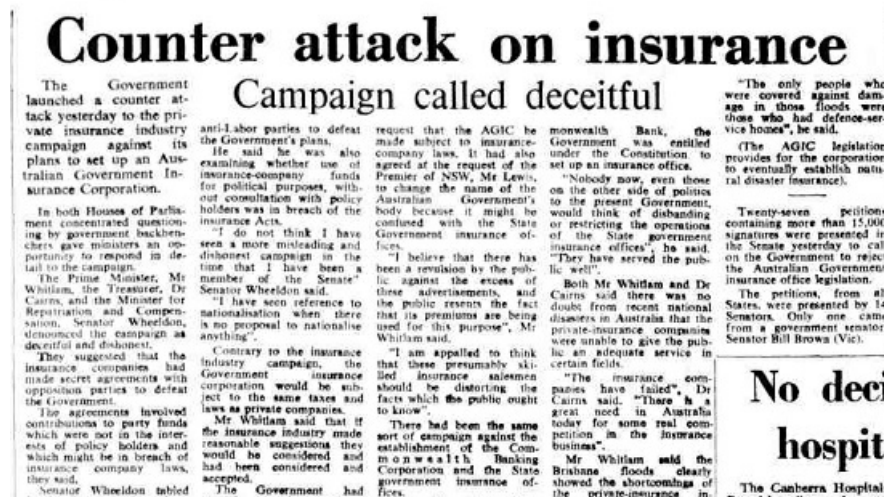 Counter attack on insurance
Campaign called deceitful
The Government
launched a counter at-
tack yesterday to the pri-
vate insurance industry
campaign against its
plans to set up an Aus-
tralian Government In-
surance Corporation.
In both Houses of Parlia-
ment concentrated question-
ing by government backben-
chers gave ministers an op-
portunity to respond in de-
tail to the campaign.
The Prime Minister, Mr
Whitlam, the Treasurer, Dr
Cairns, and the Minister for
Repatriation and Compen-
sation, Senator Wheeldon,
denounced the campaign as
deceitful and dishonest.
They suggested that the
insurance companies had
made secret agreements with
opposition parties to defeat
the Government.
The agreements involved
contributions to party funds
which were not in the inter-
ests of policy holders and
which might be in breach of
insurance company laws,
they said.
Senator Wheeldon tabled
anti-Labor parties to defeat
the Government's plans.
He said he was also
examining whether use of
insurance-company funds
for political purposes, with-
out consultation with policy
holders was in breach of the
insurance Acts.
"I do not think I have
seen a more misleading and
dishonest campaign in the
time that I have been a
member of the Senate"
Senator Wheeldon said.
"I have seen reference to
nationalisation when there
is no proposal to nationalise
anything".
Contrary to the insurance
industry campaign, the
Government insurance
corporation would be sub-
ject to the same taxes and
laws as private companies.
Mr Whitlam said that if
the insurance industry made
reasonable suggestions they
would be considered and
had been considered and
accepted.
The Government had
request that the AGIC be
made subject to insurance-
company laws. It had also
agreed at the request of the
Premier of NSW, Mr Lewis,
to change the name of the
Australian Government's
body because it might be
confused with the State
Government insurance of-
fices.
"I believe that there has
been a revulsion by the pub-
lic against the excess of
these advertisements, and
the public resents the fact
that its premiums are being
used for this purpose", Mr
Whitlam said.
"I am appalled to think
that these presumably ski-
lled insurance salesmen
should be distorting the
facts which the public ought
to know".
There had been the same
sort of campaign against the
establishment of the Com-
monwealth Banking
Corporation and the State
government insurance of-
fices.
monwealth Bank, the
Government was entitled
under the Constitution to
set up an insurance office.
"Nobody now, even those
on the other side of politics
to the present Government,
would think of disbanding
or restricting the operations
of the State government
insurance offices", he said.
"They have served the pub-
lic well".
Both Mr Whitlam and Dr
Cairns said there was no
doubt from recent national
disasters in Australia that the
private-insurance companies
were unable to give the pub-
lic an adequate service in
certain fields.
"The insurance com-
panies have failed", Dr
Cairns said. "There is a
great need in Australia
today for some real com-
petition in the insurance
business".
Mr Whitlam said the
Brisbane floods clearly
showed the shortcomings of
the private-insurance in
"The only people who
were covered against dam-
age in those floods were
those who had defence-ser-
vice homes", he said.
(The AGIC legislation
provides for the corporation
to eventually establish natu-
ral disaster insurance).
Twenty-seven petitions
containing more than 15,000
signatures were presented in
the Senate yesterday to call
on the Government to reject
the Australian Government
insurance office legislation.
The petitions, from all
States, were presented by 14
Senators. Only one came
from a government senator
Senator Bill Brown (Vic).
No deci
hospit
The Canberra Hospital